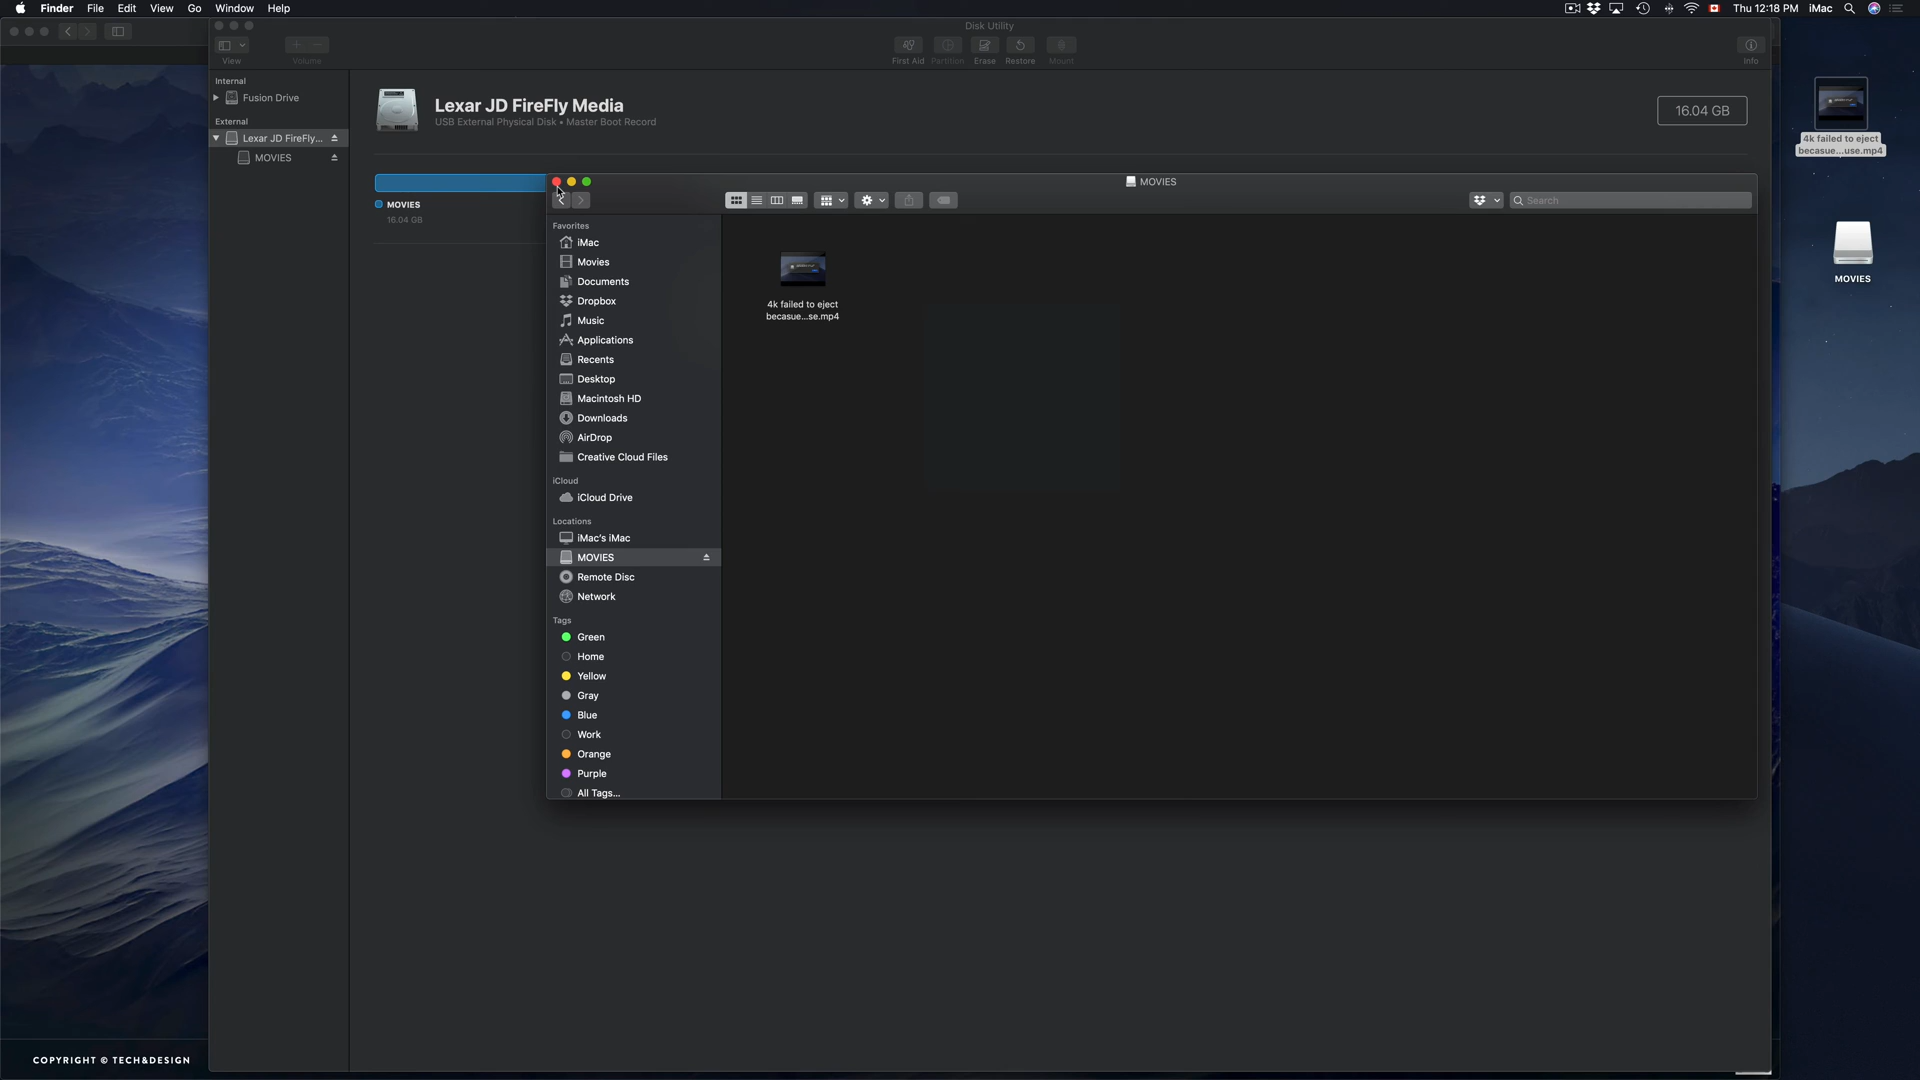 Finder File Edit View Go Window Help
Thu 12:18 PM iMac
Disk Utility
View
Volume
First Aid Partition Erase Restore Mount
Info
Internal
Fusion Drive
External
Lexar JD FireFly...
MOVIES
Lexar JD FireFly Media
USB External Physical Disk • Master Boot Record
16.04 GB
MOVIES
16.04 GB
MOVIES
Search
Favorites
iMac
Movies
Documents
Dropbox
Music
Applications
Recents
Desktop
Macintosh HD
Downloads
AirDrop
Creative Cloud Files
iCloud
iCloud Drive
Locations
iMac's iMac
MOVIES
Remote Disc
Network
Tags
Green
Home
Yellow
Gray
Blue
Work
Orange
Purple
All Tags...
4k failed to eject
becasue...se.mp4
4k failed to eject
becasue...use.mp4
MOVIES
COPYRIGHT © TECH&DESIGN